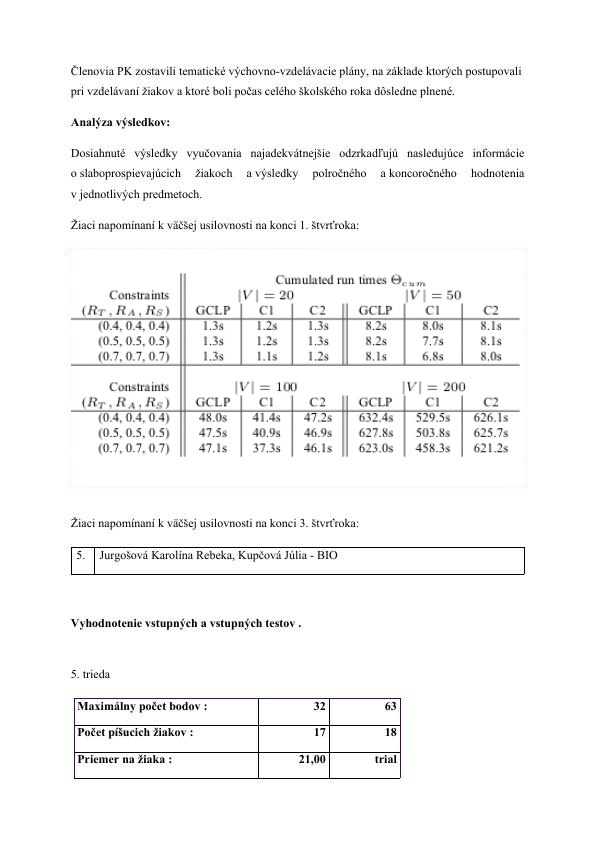 Členovia PK zostavili tematické výchovno-vzdelávacie plány, na základe ktorých postupovali
pri vzdelávaní žiakov a ktoré boli počas celého školského roka dôsledne plnené.
Analýza výsledkov:
Dosiahnuté výsledky vyučovania najadekvátnejšie odzrkadľujú nasledujúce informácie
o slaboprospievajúcich žiakoch a výsledky polročného a koncoročného hodnotenia
v jednotlivých predmetoch.
Žiaci napomínaní k väčšej usilovnosti na konci 1. štvrťroka:
Cumulated run times Θcum
Constraints |V| = 20 |V| = 50
(RT, RA, RS) GCLP C1 C2 GCLP C1 C2
(0.4, 0.4, 0.4) 1.3s 1.2s 1.3s 8.2s 8.0s 8.1s
(0.5, 0.5, 0.5) 1.3s 1.2s 1.3s 8.2s 7.7s 8.1s
(0.7, 0.7, 0.7) 1.3s 1.1s 1.2s 8.1s 6.8s 8.0s
Constraints |V| = 100 |V| = 200
(RT, RA, RS) GCLP C1 C2 GCLP C1 C2
(0.4, 0.4, 0.4) 48.0s 41.4s 47.2s 632.4s 529.5s 626.1s
(0.5, 0.5, 0.5) 47.5s 40.9s 46.9s 627.8s 503.8s 625.7s
(0.7, 0.7, 0.7) 47.1s 37.3s 46.1s 623.0s 458.3s 621.2s
Žiaci napomínaní k väčšej usilovnosti na konci 3. štvrťroka:
5. Jurgošová Karolína Rebeka, Kupčová Júlia - BIO
Vyhodnotenie vstupných a vstupných testov .
5. trieda
Maximálny počet bodov : 32 63
Počet píšucich žiakov : 17 18
Priemer na žiaka : 21,00 trial